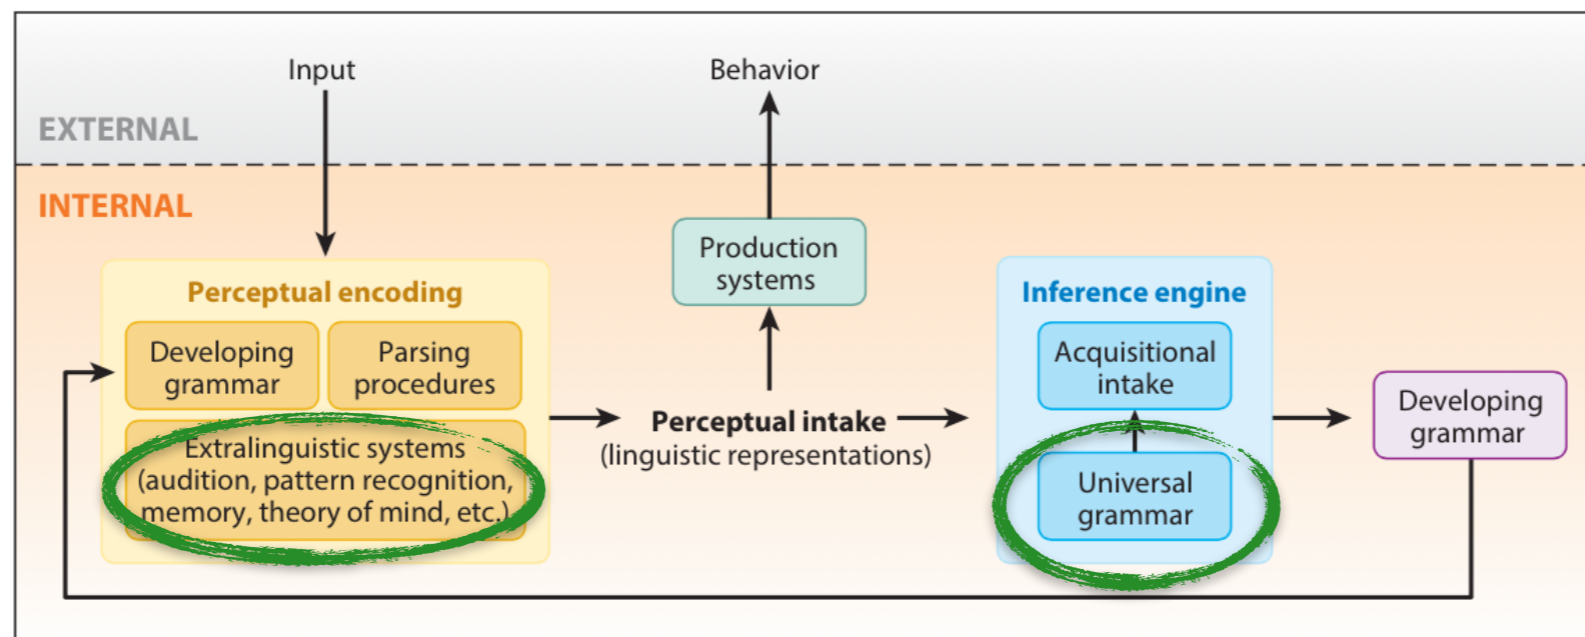 Input
Behavior
EXTERNAL
INTERNAL
Perceptual encoding
Developing
grammar
Parsing
procedures
Extralinguistic systems
(audition, pattern recognition,
memory, theory of mind, etc.)
Production
systems
Perceptual intake
(linguistic representations)
Inference engine
Acquisitional
intake
Universal
grammar
Developing
grammar